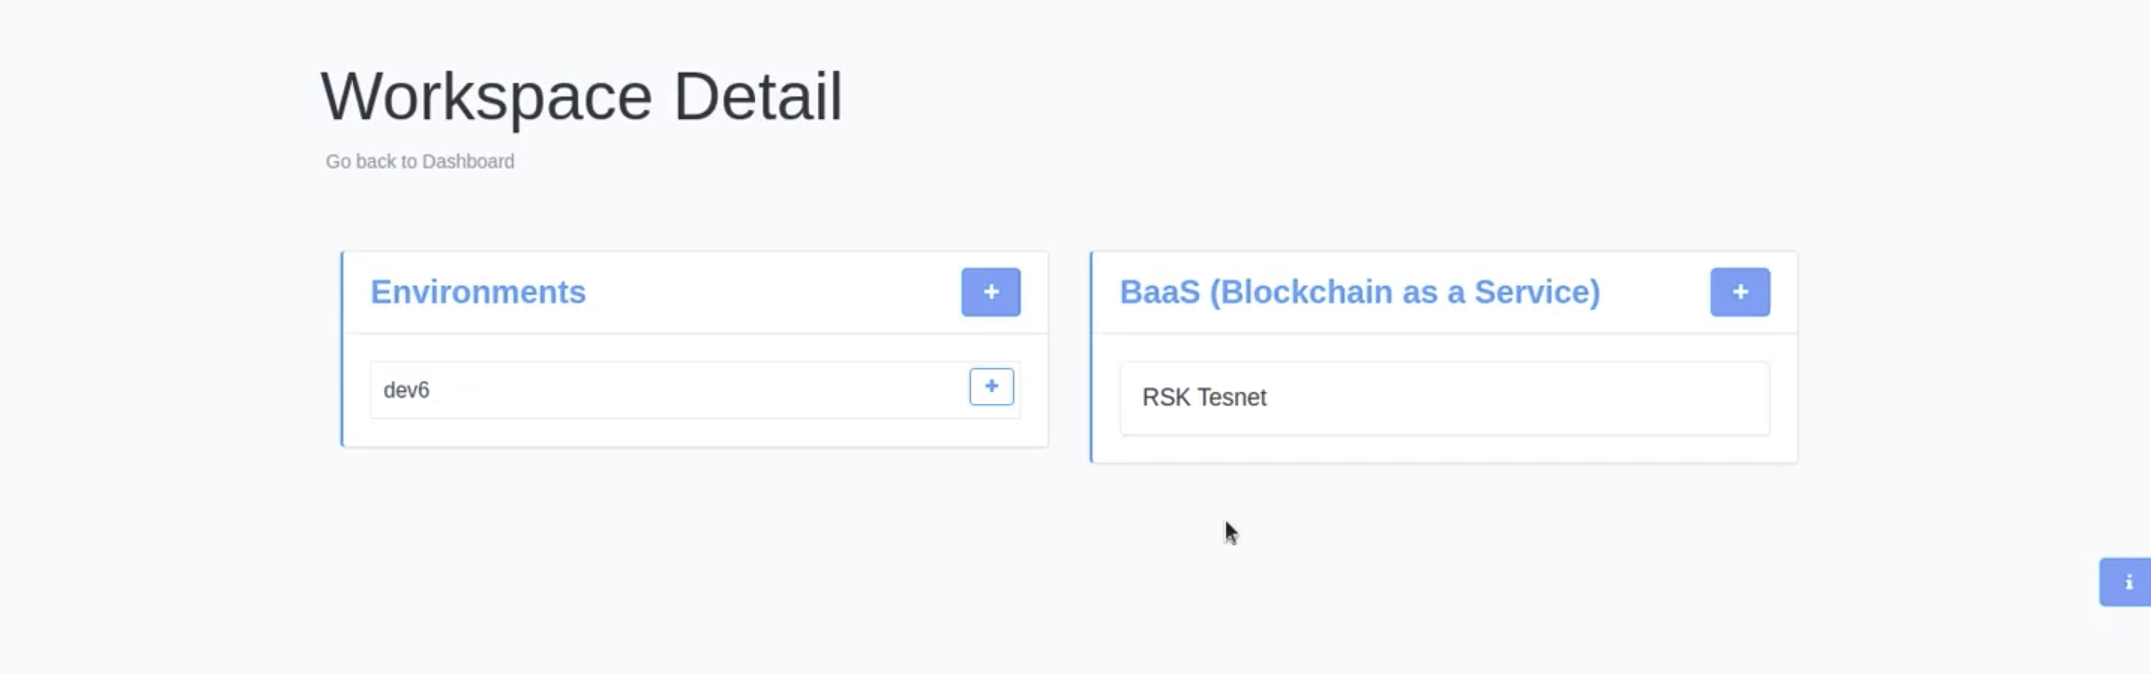 Workspace Detail
Go back to Dashboard
Environments +
dev6 +
BaaS (Blockchain as a Service) +
RSK Tesnet
i